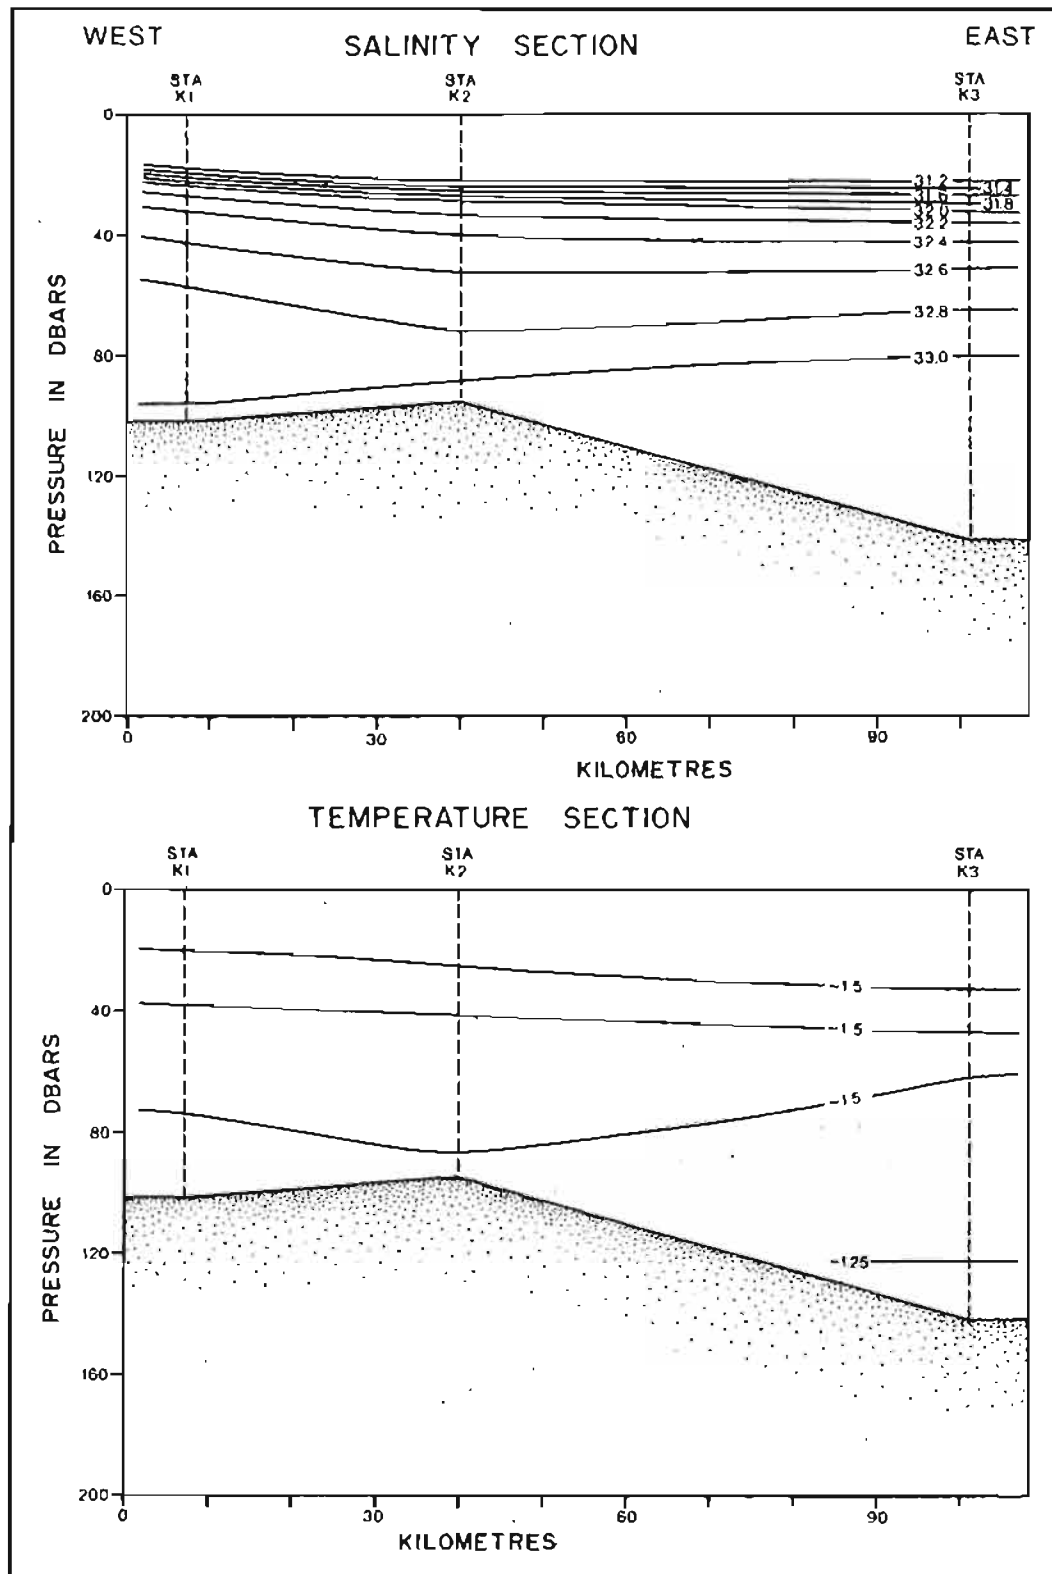 WEST SALINITY SECTION EAST
STA K1
STA K2
STA K3
0
40
80
120
160
200
PRESSURE IN DBARS
31.2
31.4
31.6
31.8
32.0
32.2
32.4
32.6
32.8
33.0
0 30 60 90
KILOMETRES
TEMPERATURE SECTION
STA K1
STA K2
STA K3
0
40
80
120
160
200
PRESSURE IN DBARS
-1.5
-1.5
-1.5
-1.25
0 30 60 90
KILOMETRES